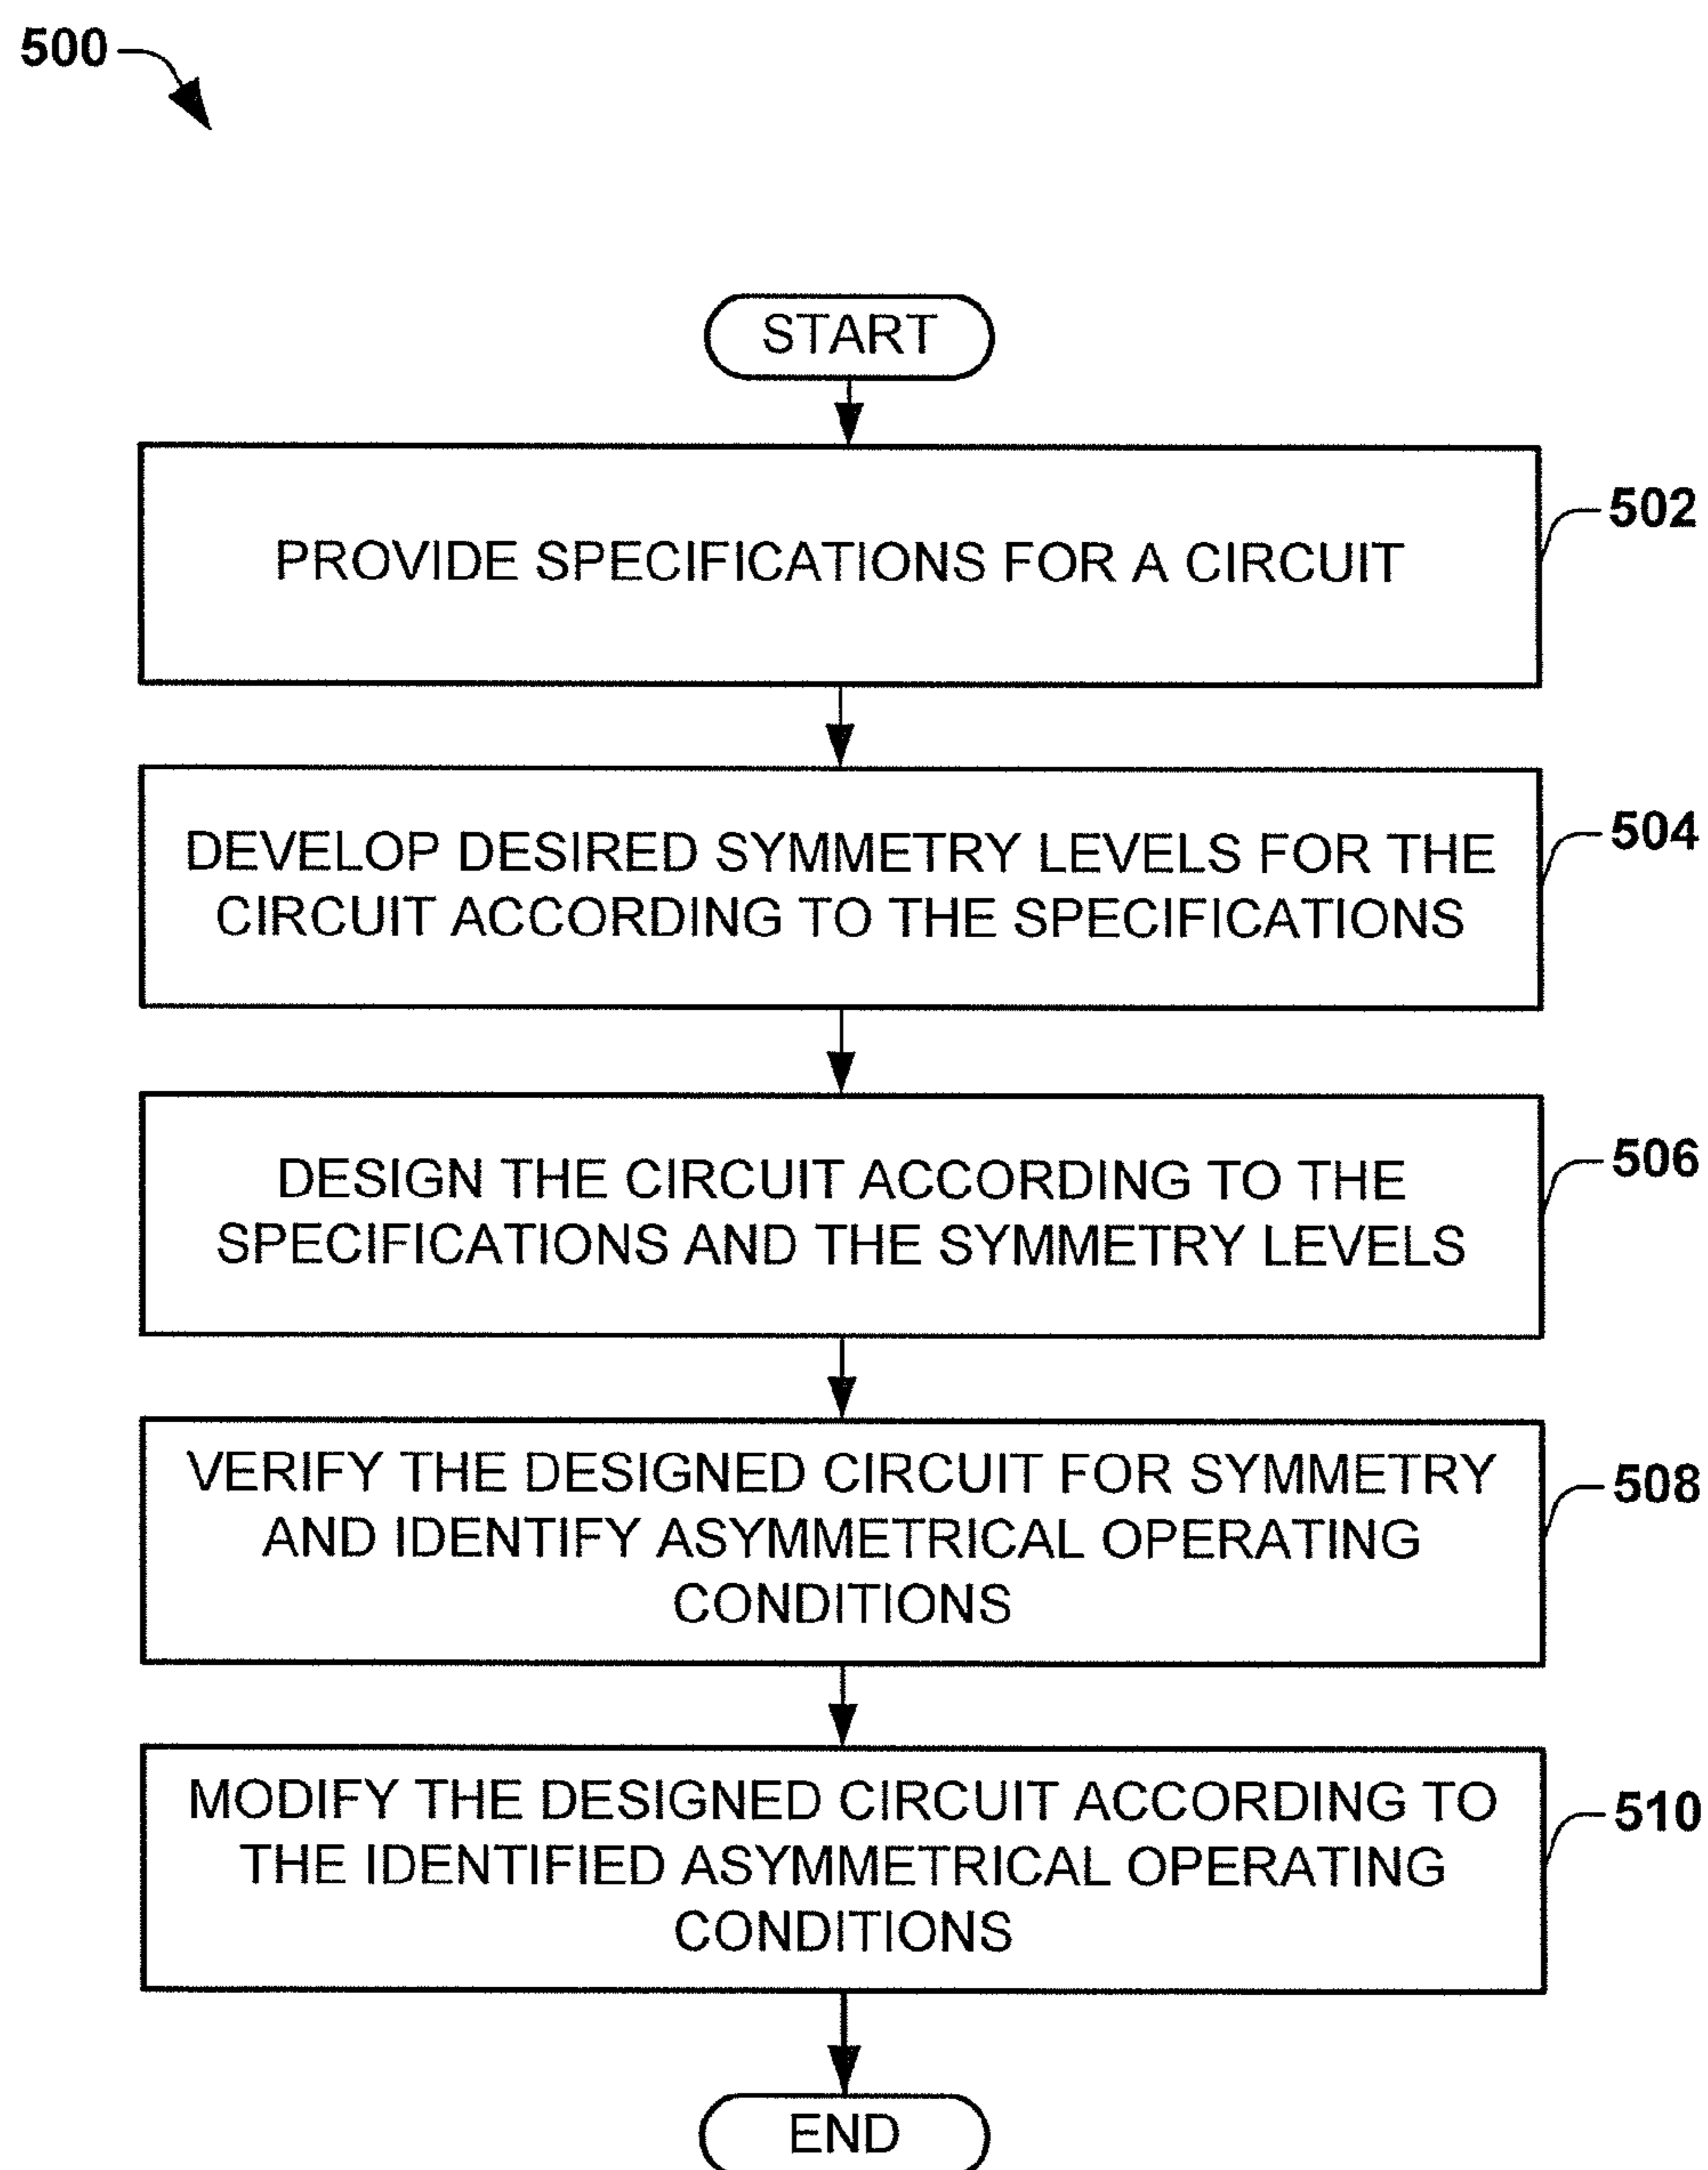 500
START
PROVIDE SPECIFICATIONS FOR A CIRCUIT
502
DEVELOP DESIRED SYMMETRY LEVELS FOR THE
CIRCUIT ACCORDING TO THE SPECIFICATIONS
504
DESIGN THE CIRCUIT ACCORDING TO THE
SPECIFICATIONS AND THE SYMMETRY LEVELS
506
VERIFY THE DESIGNED CIRCUIT FOR SYMMETRY
AND IDENTIFY ASYMMETRICAL OPERATING
CONDITIONS
508
MODIFY THE DESIGNED CIRCUIT ACCORDING TO
THE IDENTIFIED ASYMMETRICAL OPERATING
CONDITIONS
510
END